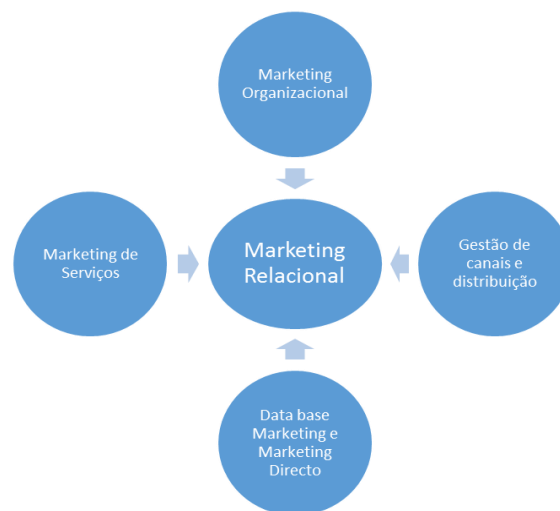 Marketing
Organizacional
Marketing de
Serviços
Marketing
Relacional
Gestão de
canais e
distribuição
Data base
Marketing e
Marketing
Directo